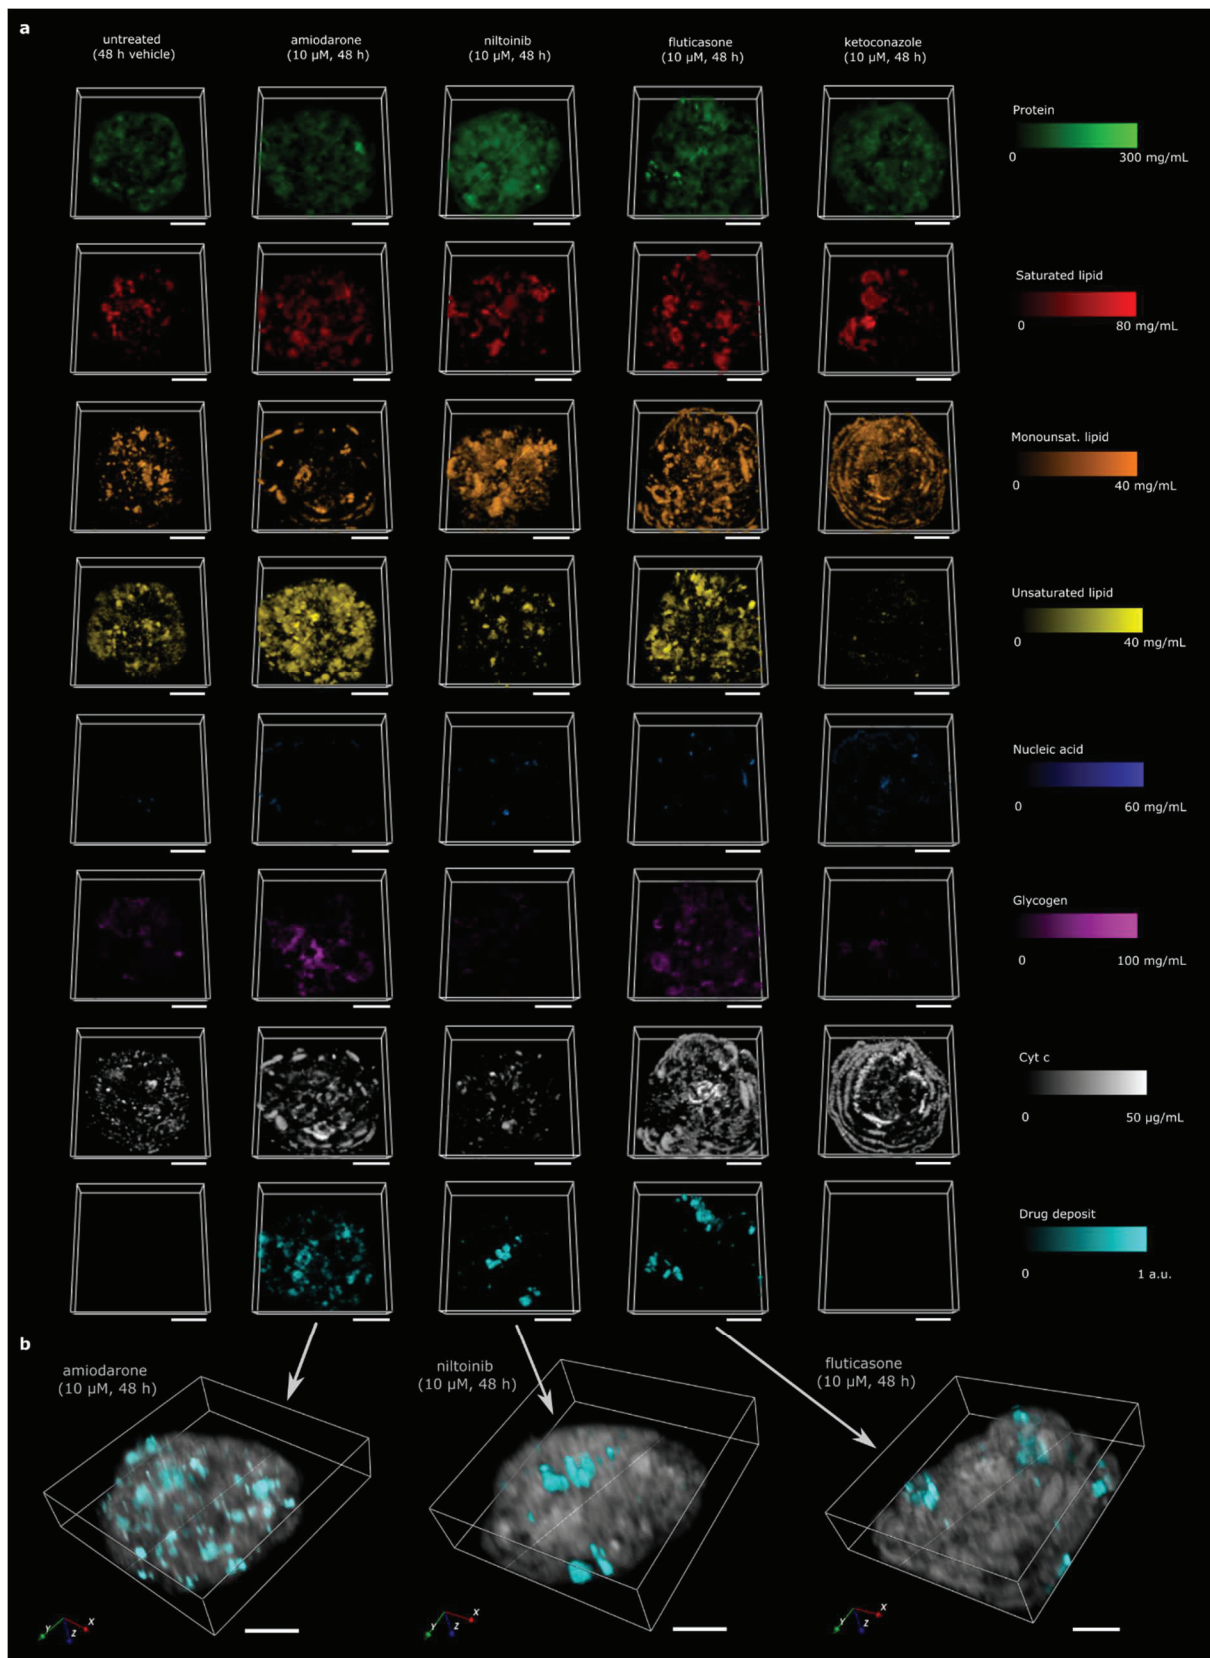 a
untreated
(48 h vehicle)
amiodarone
(10 µM, 48 h)
niltoinib
(10 µM, 48 h)
fluticasone
(10 µM, 48 h)
ketoconazole
(10 µM, 48 h)
Protein
0 300 mg/mL
Saturated lipid
0 80 mg/mL
Monounsat. lipid
0 40 mg/mL
Unsaturated lipid
0 40 mg/mL
Nucleic acid
0 60 mg/mL
Glycogen
0 100 mg/mL
Cyt c
0 50 µg/mL
Drug deposit
0 1 a.u.
b
amiodarone
(10 µM, 48 h)
niltoinib
(10 µM, 48 h)
fluticasone
(10 µM, 48 h)
Y Z X
Y Z X
Y Z X